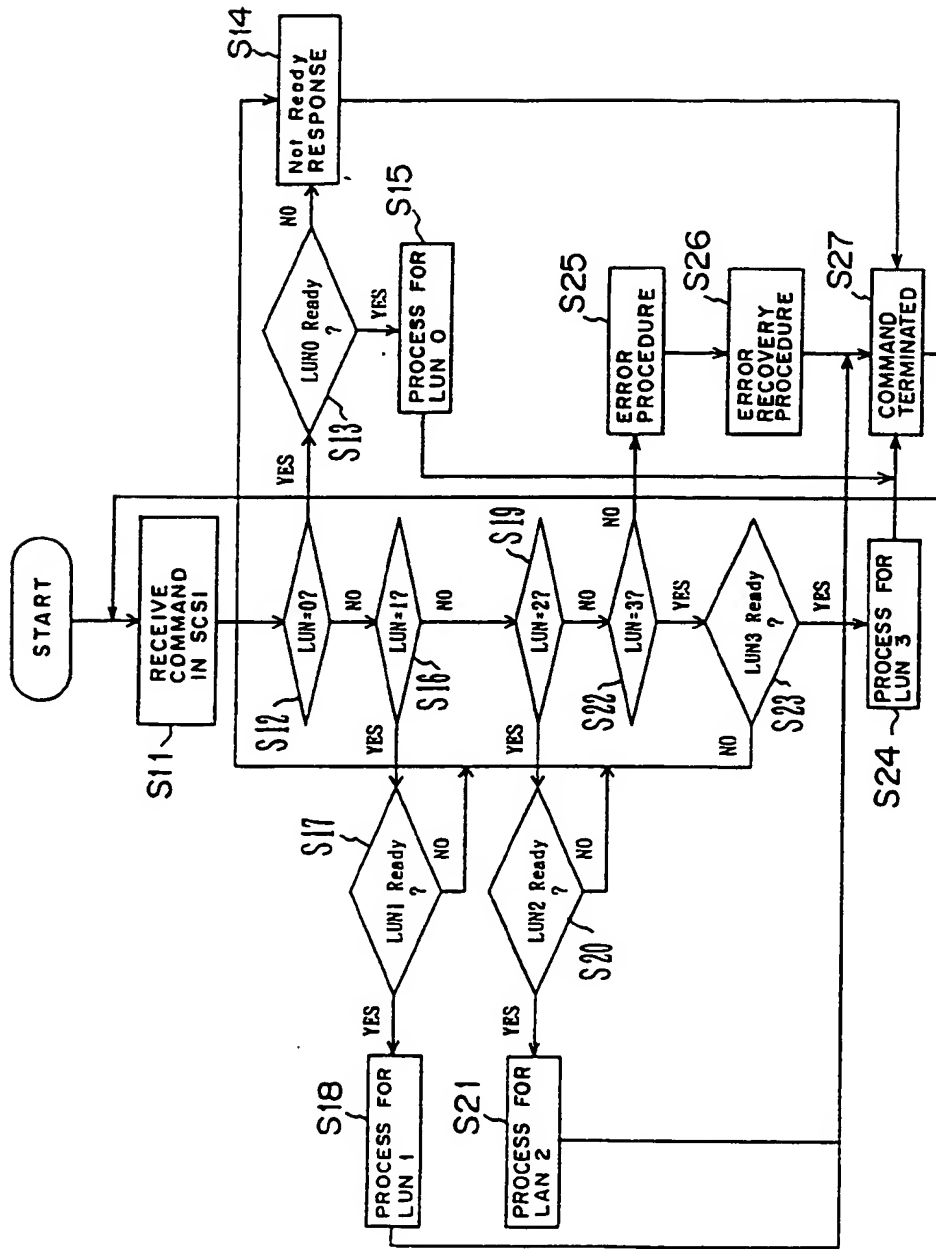 START
S11
RECEIVE
COMMAND
IN SCSI
S12
LUN=0?
YES
NO
S13
LUN0 Ready
?
NO
YES
S14
Not Ready
RESPONSE
S15
PROCESS FOR
LUN 0
S16
LUN=1?
YES
NO
S17
LUN1 Ready
?
NO
YES
S18
PROCESS FOR
LUN 1
S19
LUN=2?
YES
NO
S20
LUN2 Ready
?
NO
YES
S21
PROCESS FOR
LAN 2
S22
LUN=3?
NO
YES
S23
LUN3 Ready
?
NO
YES
S24
PROCESS FOR
LUN 3
S25
ERROR
PROCEDURE
S26
ERROR
RECOVERY
PROCEDURE
S27
COMMAND
TERMINATED